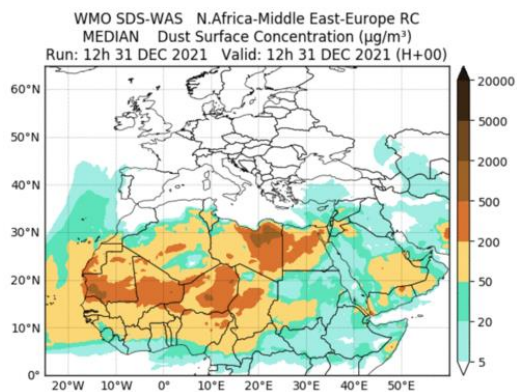 WMO SDS-WAS N.Africa-Middle East-Europe RC
MEDIAN Dust Surface Concentration (µg/m³)
Run: 12h 31 DEC 2021 Valid: 12h 31 DEC 2021 (H+00)
60°N
50°N
40°N
30°N
20°N
10°N
0°
20°W
10°W
0°
10°E
20°E
30°E
40°E
50°E
20000
5000
2000
500
200
50
20
5